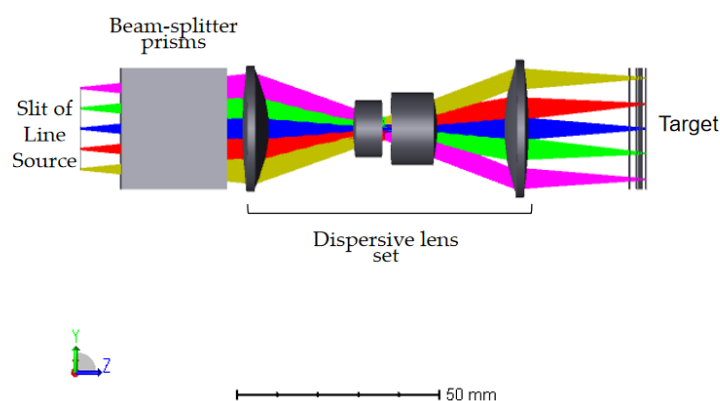 Beam-splitter
prisms
Slit of
Line
Source
Target
Dispersive lens
set
Y
Z
50 mm